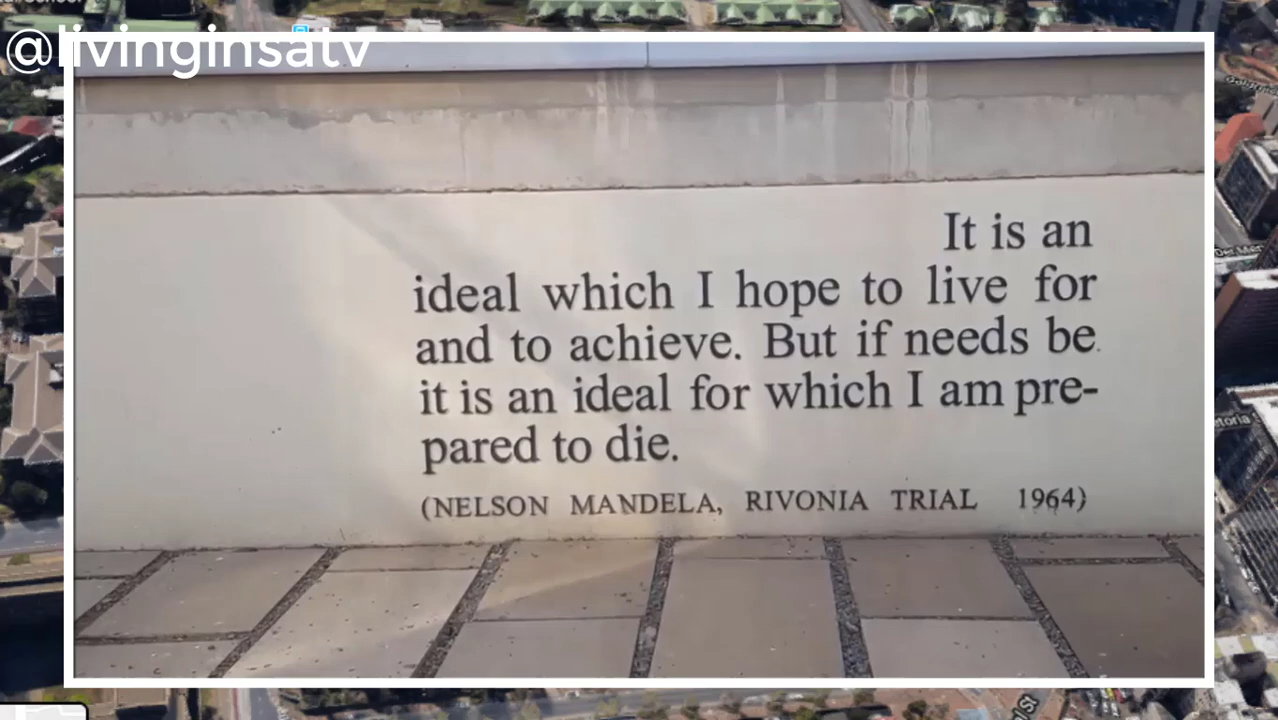 @livinginsatv
It is an
ideal which I hope to live for
and to achieve. But if needs be
it is an ideal for which I am pre-
pared to die.
(NELSON MANDELA, RIVONIA TRIAL 1964)